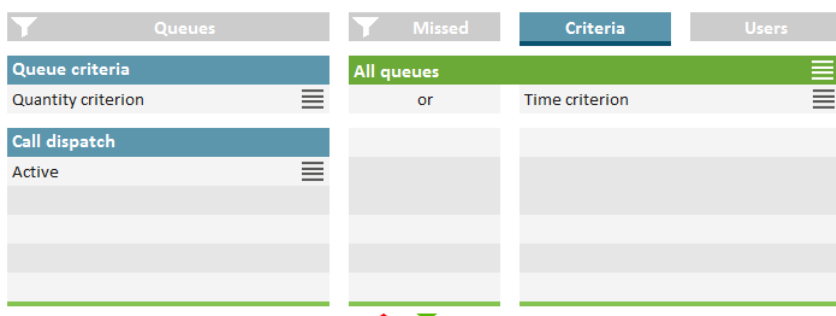 Queues Missed Criteria Users
Queue criteria All queues
Quantity criterion or Time criterion
Call dispatch
Active